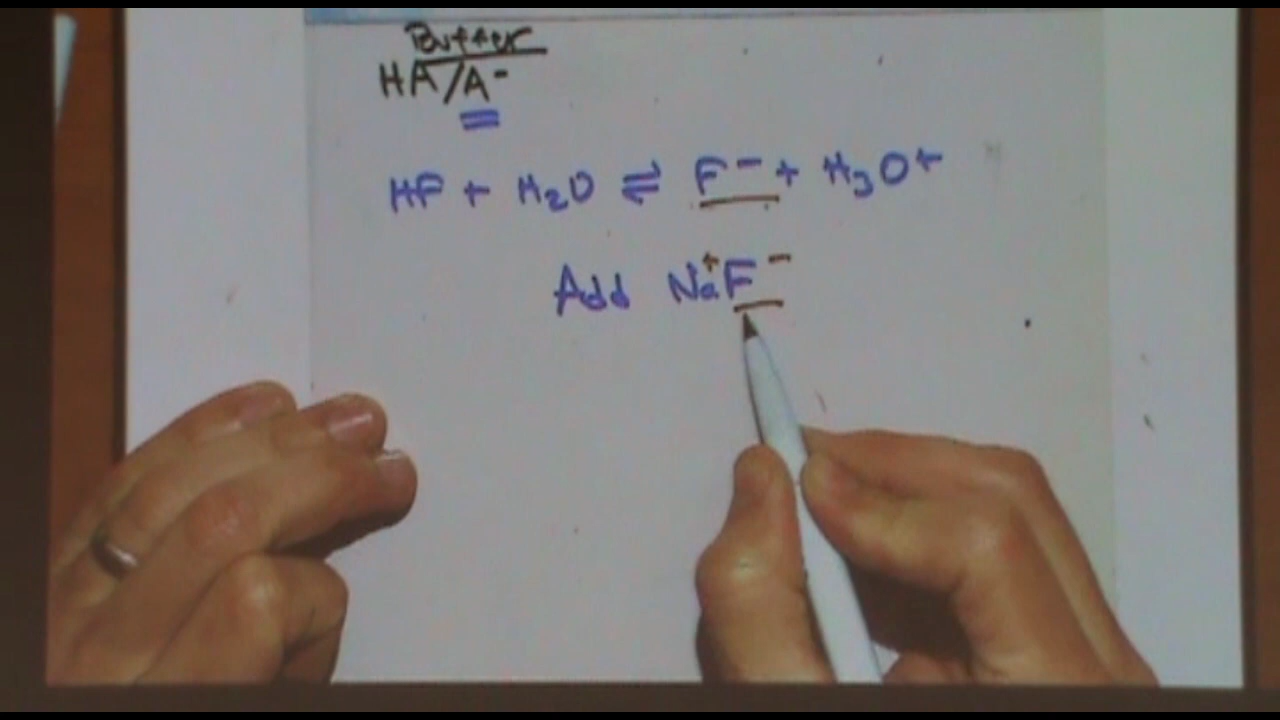 Buffer
HA/A⁻
HF + H₂O ⇌ F⁻ + H₃O⁺
Add Na⁺F⁻